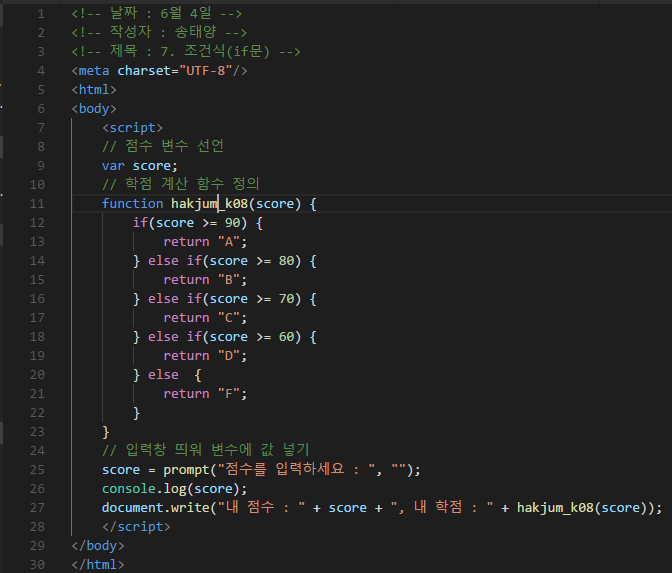 1 <!-- 날짜 : 6월 4일 -->
2 <!-- 작성자 : 송태양 -->
3 <!-- 제목 : 7. 조건식(if문) -->
4 <meta charset="UTF-8"/>
5 <html>
6 <body>
7     <script>
8     // 점수 변수 선언
9     var score;
10     // 학점 계산 함수 정의
11     function hakjum_k08(score) {
12         if(score >= 90) {
13             return "A";
14         } else if(score >= 80) {
15             return "B";
16         } else if(score >= 70) {
17             return "C";
18         } else if(score >= 60) {
19             return "D";
20         } else  {
21             return "F";
22         }
23     }
24     // 입력창 띄워 변수에 값 넣기
25     score = prompt("점수를 입력하세요 : ", "");
26     console.log(score);
27     document.write("내 점수 : " + score + ", 내 학점 : " + hakjum_k08(score));
28     </script>
29 </body>
30 </html>